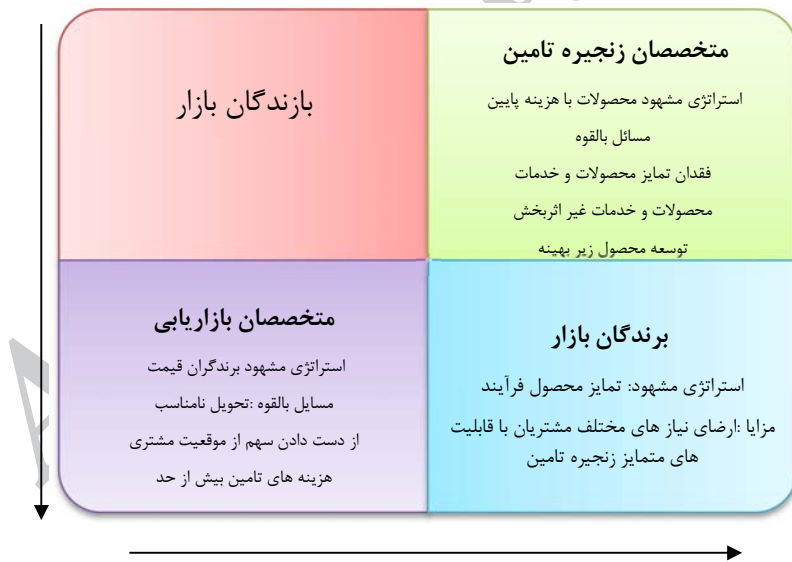 متخصصان زنجیره تامین
استراتژی مشهود محصولات با هزینه پایین
مسائل بالقوه
فقدان تمایز محصولات و خدمات
محصولات و خدمات غیر اثربخش
توسعه محصول زیر بهینه
بازندگان بازار
برندگان بازار
استراتژی مشهود: تمایز محصول فرآیند
مزایا :ارضای نیاز های مختلف مشتریان با قابلیت
های متمایز زنجیره تامین
متخصصان بازاریابی
استراتژی مشهود برندگران قیمت
مسایل بالقوه :تحویل نامناسب
از دست دادن سهم از موقعیت مشتری
هزینه های تامین بیش از حد